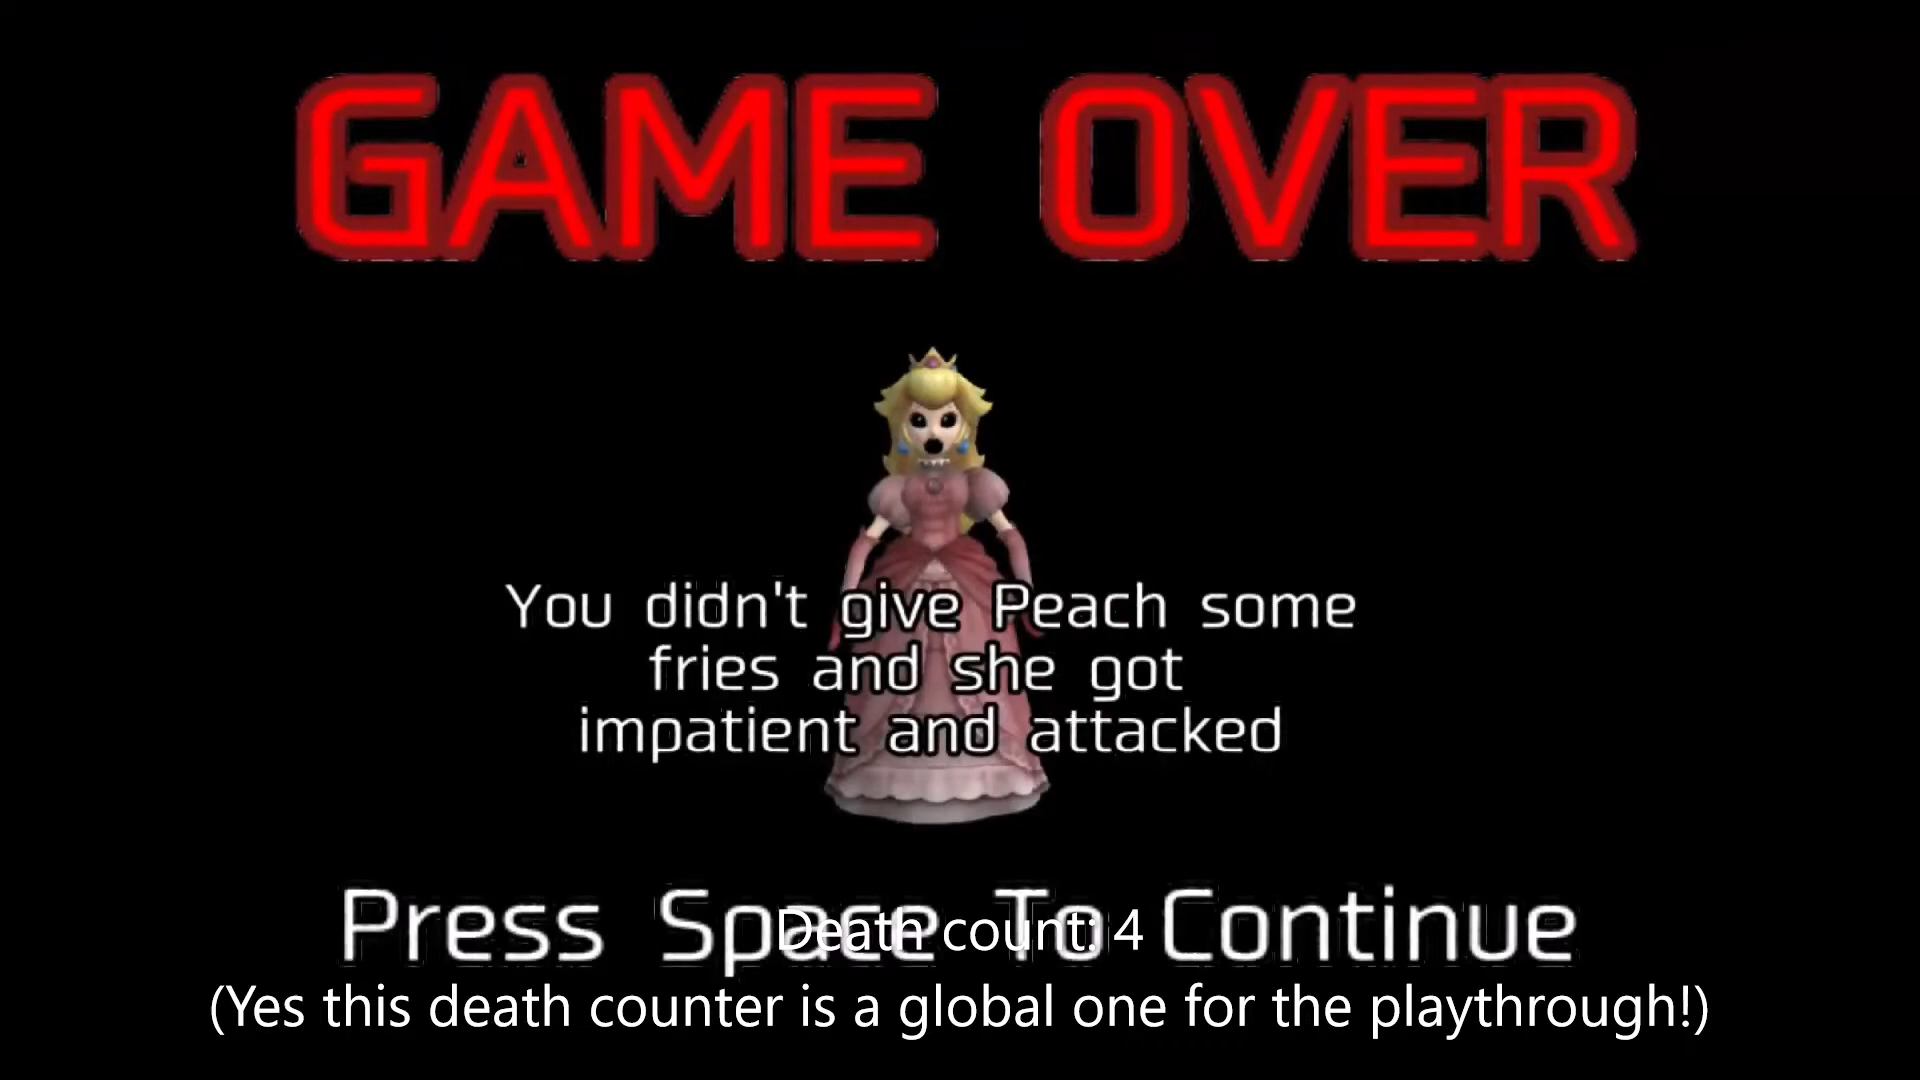 GAME OVER
You didn't give Peach some
fries and she got
impatient and attacked
Press Space To Continue
Death count: 4
(Yes this death counter is a global one for the playthrough!)